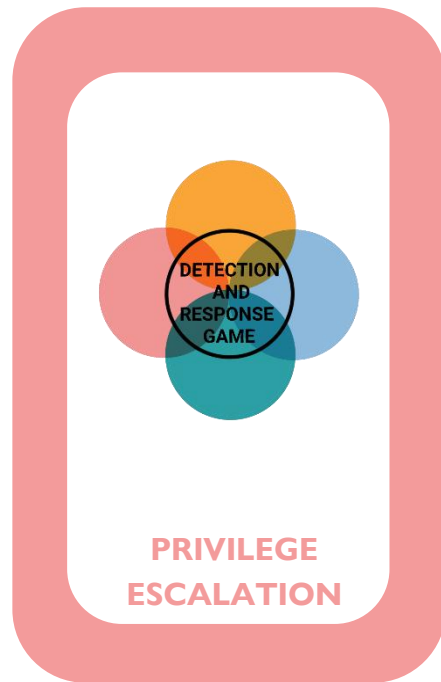 DETECTION
AND
RESPONSE
GAME
PRIVILEGE
ESCALATION